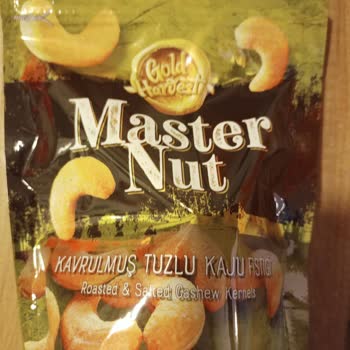 Gold
Harvest
Master
Nut
KAVRULMUŞ TUZLU KAJU FISTIĞI
Roasted & Salted Cashew Kernels